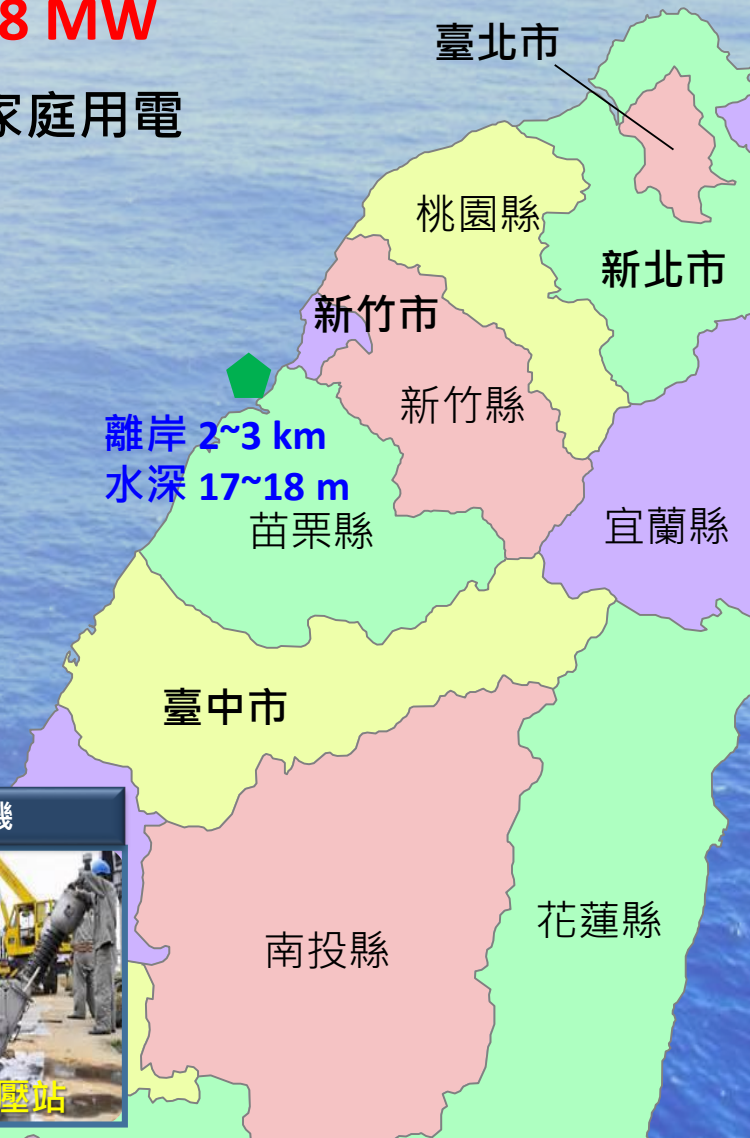 8 MW
家庭用電
臺北市
桃園縣
新北市
新竹市
新竹縣
離岸 2~3 km
水深 17~18 m
苗栗縣
宜蘭縣
臺中市
機
花蓮縣
南投縣
壓站